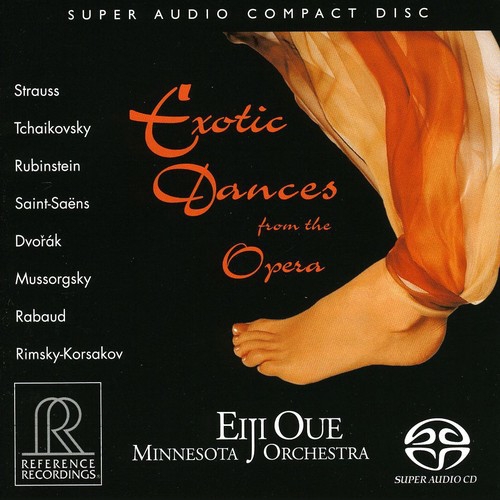 SUPER AUDIO COMPACT DISC
Strauss
Tchaikovsky
Rubinstein
Saint-Saëns
Dvořák
Mussorgsky
Rabaud
Rimsky-Korsakov
Exotic
Dances
from the
Opera
EIJI OUE
MINNESOTA ORCHESTRA
RR
REFERENCE
RECORDINGS®
SUPER AUDIO CD